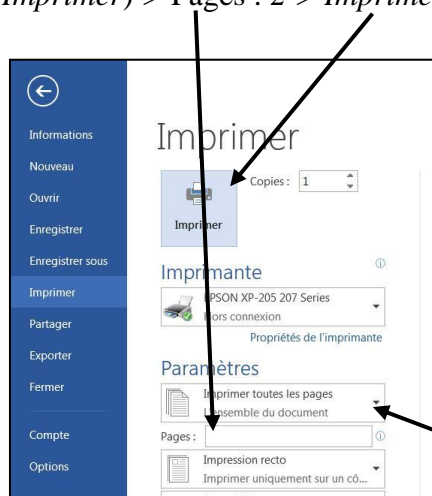 Imprimer) > Pages : 2 > Imprime
Informations
Nouveau
Ouvrir
Enregistrer
Enregistrer sous
Imprimer
Partager
Exporter
Fermer
Compte
Options
Imprimer
Copies : 1
Imprimer
Imprimante
EPSON XP-205 207 Series
Hors connexion
Propriétés de l'imprimante
Paramètres
Imprimer toutes les pages
L'ensemble du document
Pages :
Impression recto
Imprimer uniquement sur un cô...